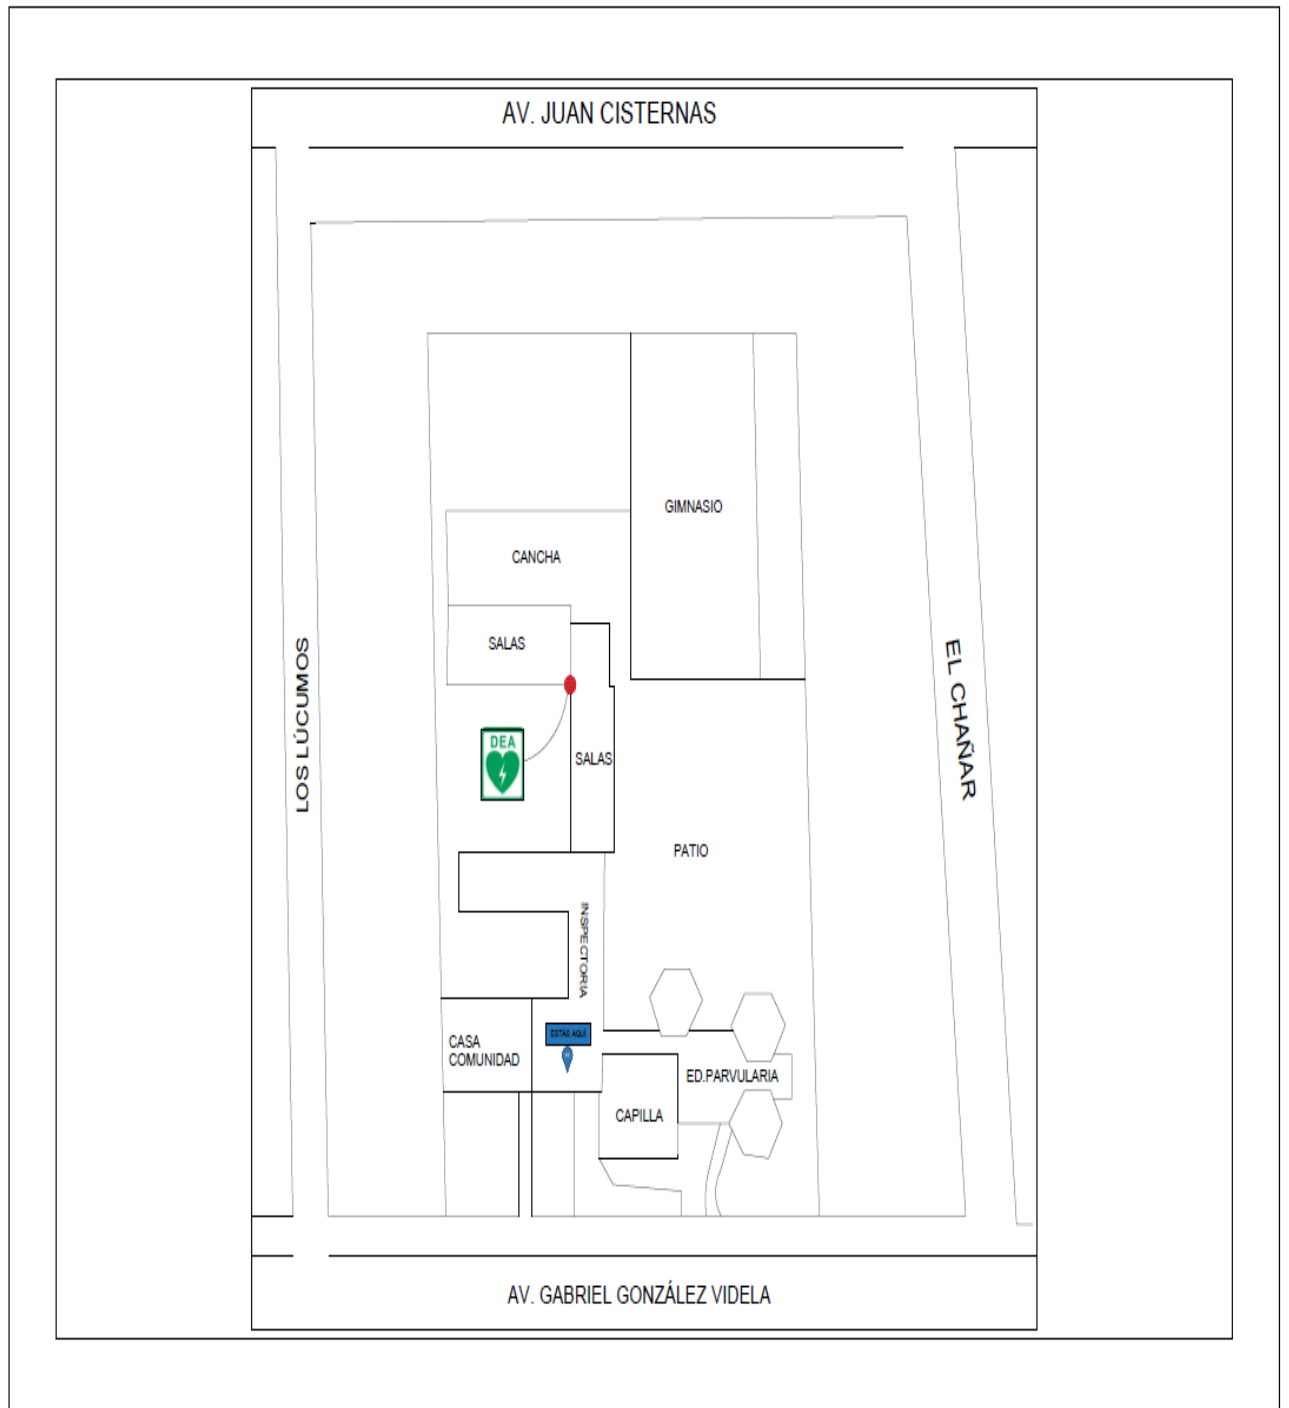 AV. JUAN CISTERNAS
GIMNASIO
CANCHA
SALAS
LOS LÚCUMOS
EL CHAÑAR
DEA
SALAS
PATIO
INSPECTORIA
ESTAS AQUÍ
CASA
COMUNIDAD
ED.PARVULARIA
CAPILLA
AV. GABRIEL GONZÁLEZ VIDELA